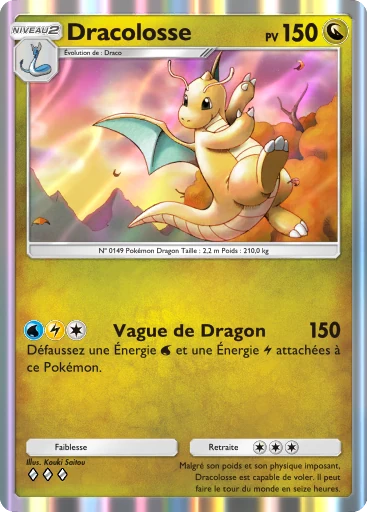 NIVEAU 2
Dracolosse
PV 150
Évolution de : Draco
N° 0149 Pokémon Dragon Taille : 2,2 m Poids : 210,0 kg
Vague de Dragon 150
Défaussez une Énergie et une Énergie attachées à
ce Pokémon.
Faiblesse
Retraite
Illus. Kouki Saitou
Malgré son poids et son physique imposant,
Dracolosse est capable de voler. Il peut
faire le tour du monde en seize heures.